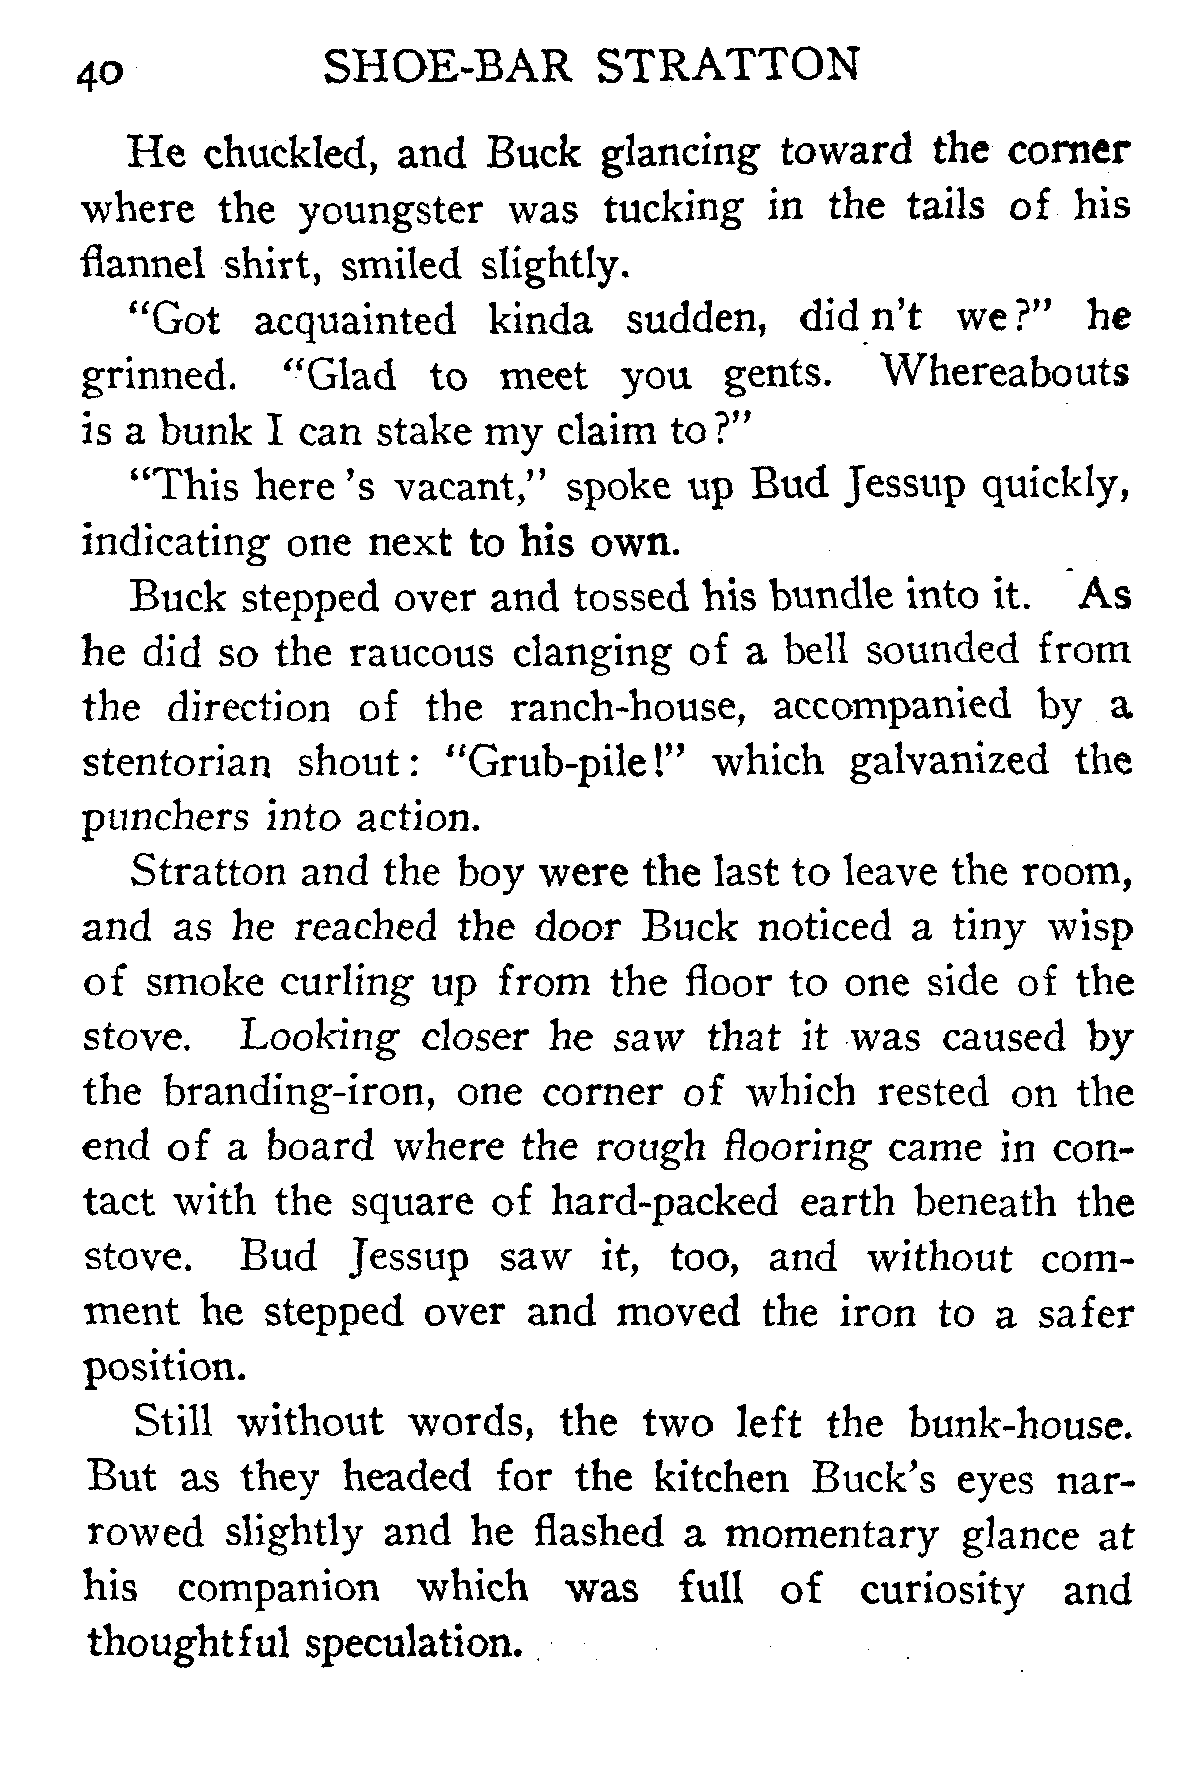 40 SHOE-BAR STRATTON
He chuckled, and Buck glancing toward the corner
where the youngster was tucking in the tails of his
flannel shirt, smiled slightly.
“Got acquainted kinda sudden, did n’t we?” he
grinned. “Glad to meet you gents. Whereabouts
is a bunk I can stake my claim to?”
“This here ’s vacant,” spoke up Bud Jessup quickly,
indicating one next to his own.
Buck stepped over and tossed his bundle into it. As
he did so the raucous clanging of a bell sounded from
the direction of the ranch-house, accompanied by a
stentorian shout: “Grub-pile!” which galvanized the
punchers into action.
Stratton and the boy were the last to leave the room,
and as he reached the door Buck noticed a tiny wisp
of smoke curling up from the floor to one side of the
stove. Looking closer he saw that it was caused by
the branding-iron, one corner of which rested on the
end of a board where the rough flooring came in con-
tact with the square of hard-packed earth beneath the
stove. Bud Jessup saw it, too, and without com-
ment he stepped over and moved the iron to a safer
position.
Still without words, the two left the bunk-house.
But as they headed for the kitchen Buck’s eyes nar-
rowed slightly and he flashed a momentary glance at
his companion which was full of curiosity and
thoughtful speculation.